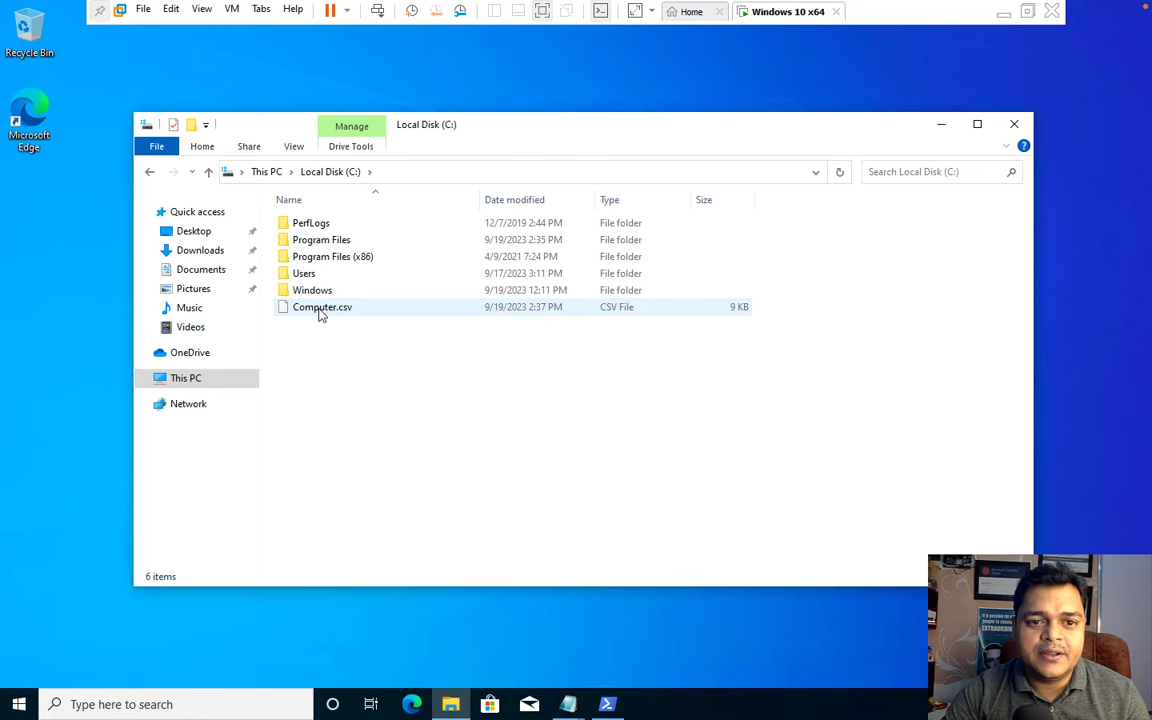 File Edit View VM Tabs Help Home Windows 10 x64
Recycle Bin
Microsoft
Edge
Manage Local Disk (C:)
File Home Share View Drive Tools
This PC Local Disk (C:) Search Local Disk (C:)
Name Date modified Type Size
Quick access
Desktop
Downloads
Documents
Pictures
Music
Videos
OneDrive
This PC
Network
PerfLogs 12/7/2019 2:44 PM File folder
Program Files 9/19/2023 2:35 PM File folder
Program Files (x86) 4/9/2021 7:24 PM File folder
Users 9/17/2023 3:11 PM File folder
Windows 9/19/2023 12:11 PM File folder
Computer.csv 9/19/2023 2:37 PM CSV File 9 KB
6 items
EXTRAORDINARY
Type here to search